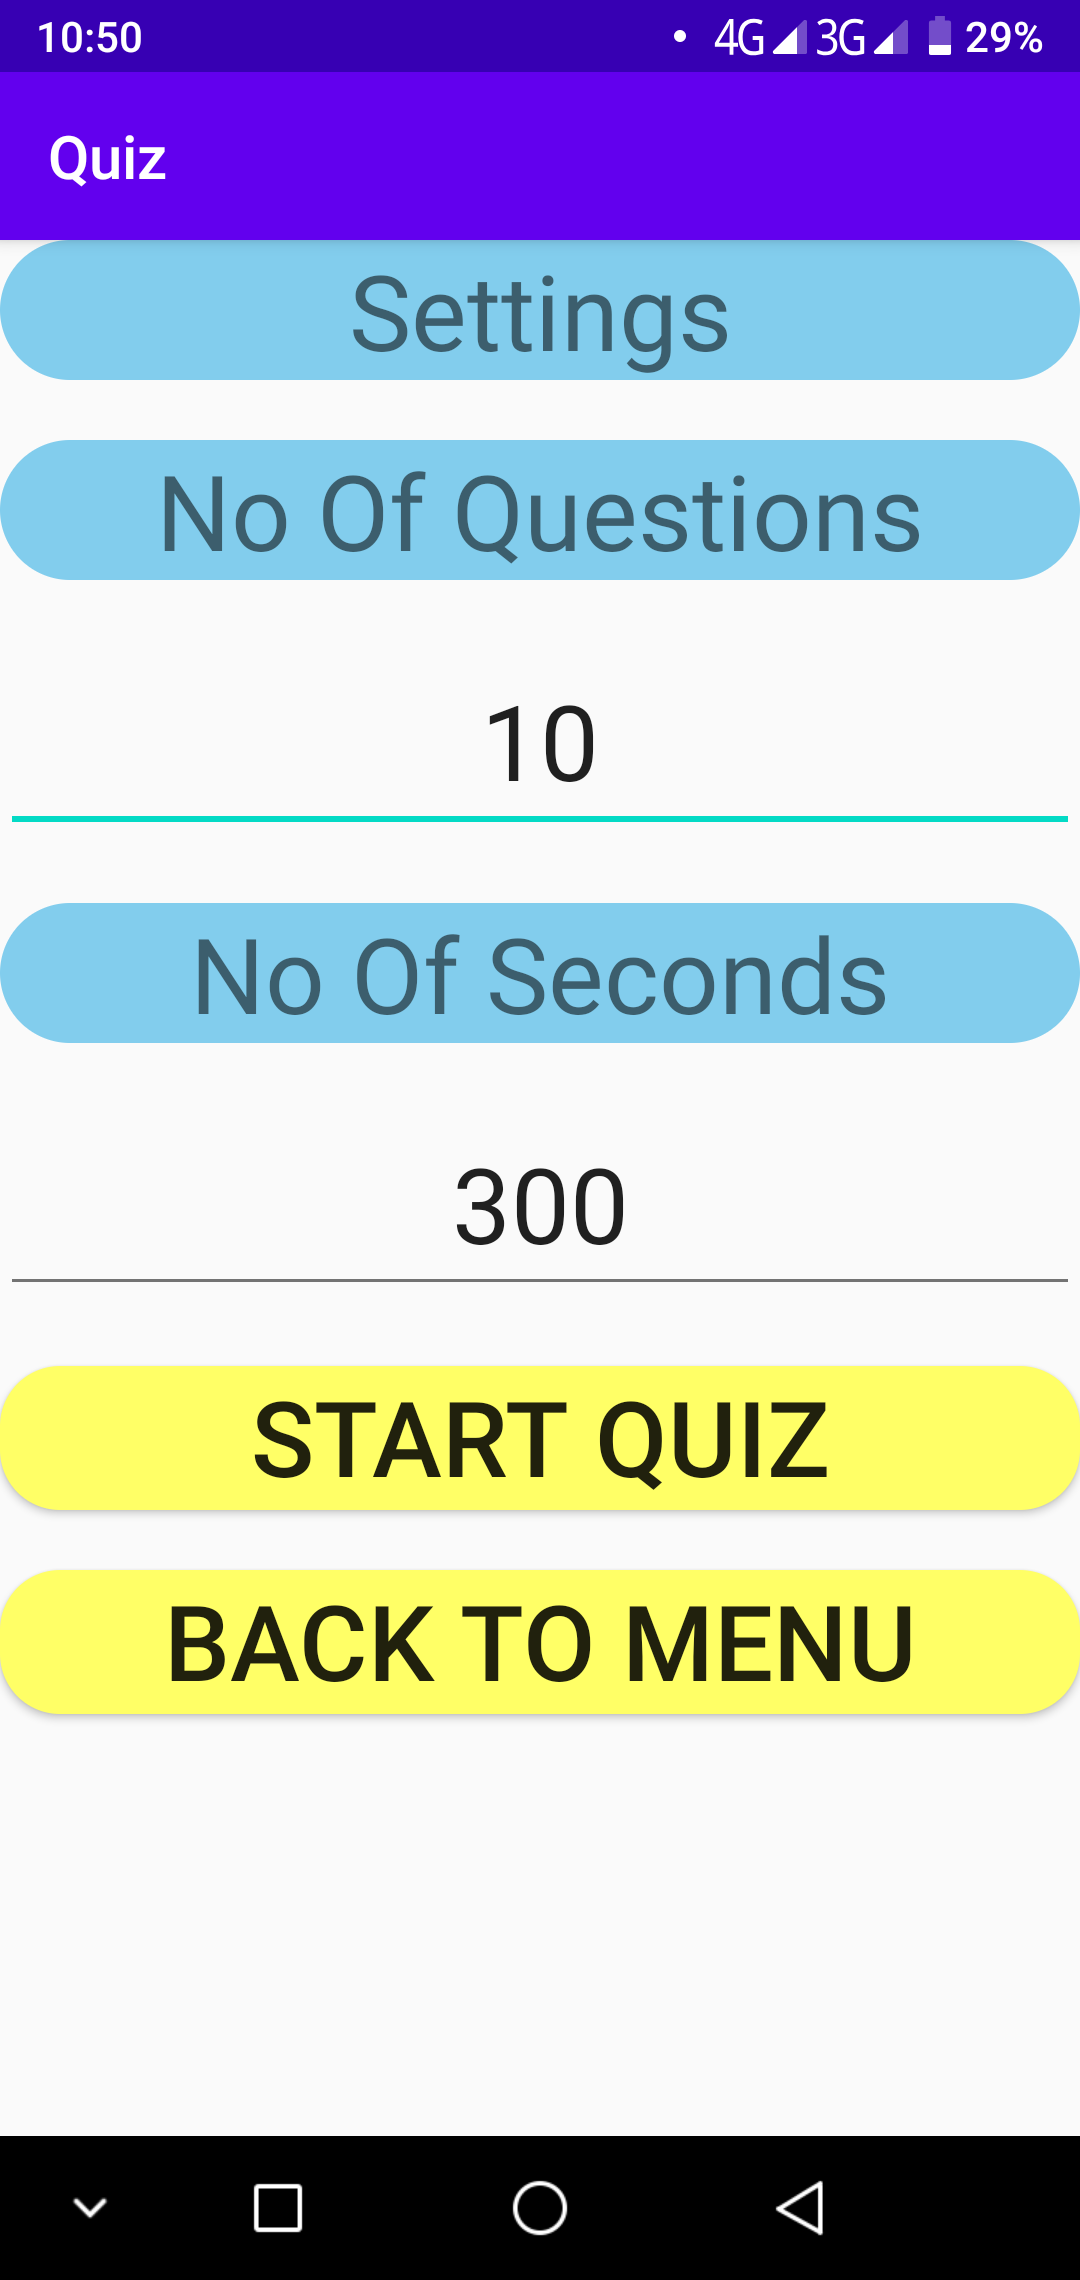 10:50 4G 3G 29%
Quiz
Settings
No Of Questions
10
No Of Seconds
300
START QUIZ
BACK TO MENU